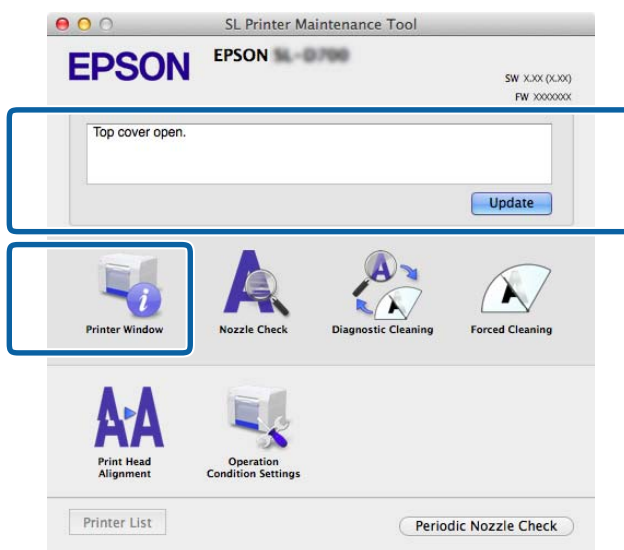 SL Printer Maintenance Tool
EPSON
EPSON
SW X.XX (X.XX)
FW XXXXXXX
Top cover open.
Update
Printer Window
Nozzle Check
Diagnostic Cleaning
Forced Cleaning
Print Head
Alignment
Operation
Condition Settings
Printer List
Periodic Nozzle Check